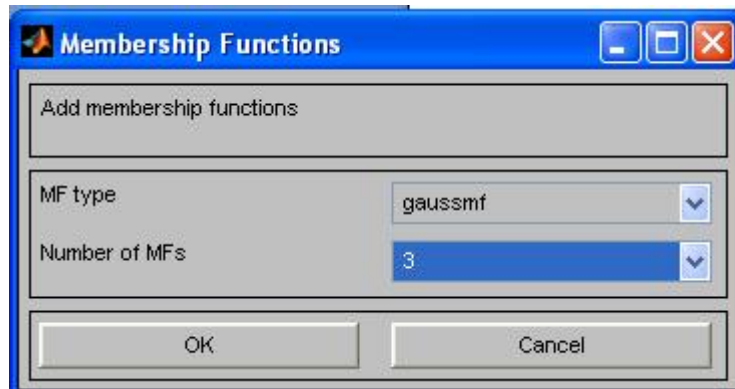 Membership Functions
Add membership functions
MF type
gaussmf
Number of MFs
3
OK
Cancel